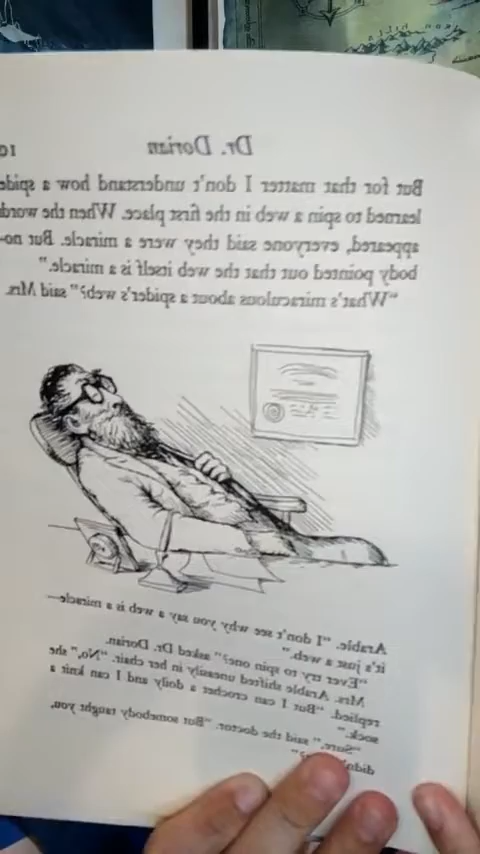 Dr. Dorian
10
But for that matter I don't understand how a spide
learned to spin a web in the first place. When the word
appeared, everyone said they were a miracle. But no-
body pointed out that the web itself is a miracle."
"What's miraculous about a spider's web?" said Mrs.
Arable. "I don't see why you say a web is a miracle—
it's just a web."
"Ever try to spin one?" asked Dr. Dorian.
Mrs. Arable shifted uneasily in her chair. "No," she
replied. "But I can crochet a doily and I can knit a
sock."
"Sure," said the doctor. "But somebody taught you,